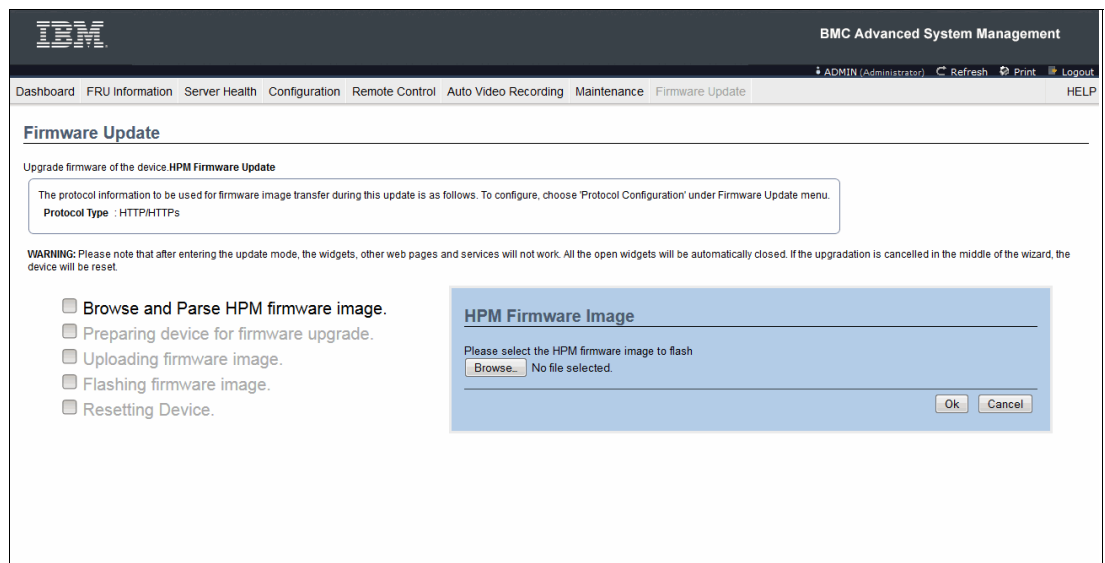 IBM.
BMC Advanced System Management
ADMIN (Administrator) Refresh Print Logout
Dashboard FRU Information Server Health Configuration Remote Control Auto Video Recording Maintenance Firmware Update HELP
Firmware Update
Upgrade firmware of the device.HPM Firmware Update
The protocol information to be used for firmware image transfer during this update is as follows. To configure, choose 'Protocol Configuration' under Firmware Update menu.
Protocol Type : HTTP/HTTPs
WARNING: Please note that after entering the update mode, the widgets, other web pages and services will not work. All the open widgets will be automatically closed. If the upgradation is cancelled in the middle of the wizard, the
device will be reset.
Browse and Parse HPM firmware image.
Preparing device for firmware upgrade.
Uploading firmware image.
Flashing firmware image.
Resetting Device.
HPM Firmware Image
Please select the HPM firmware image to flash
Browse... No file selected.
Ok Cancel